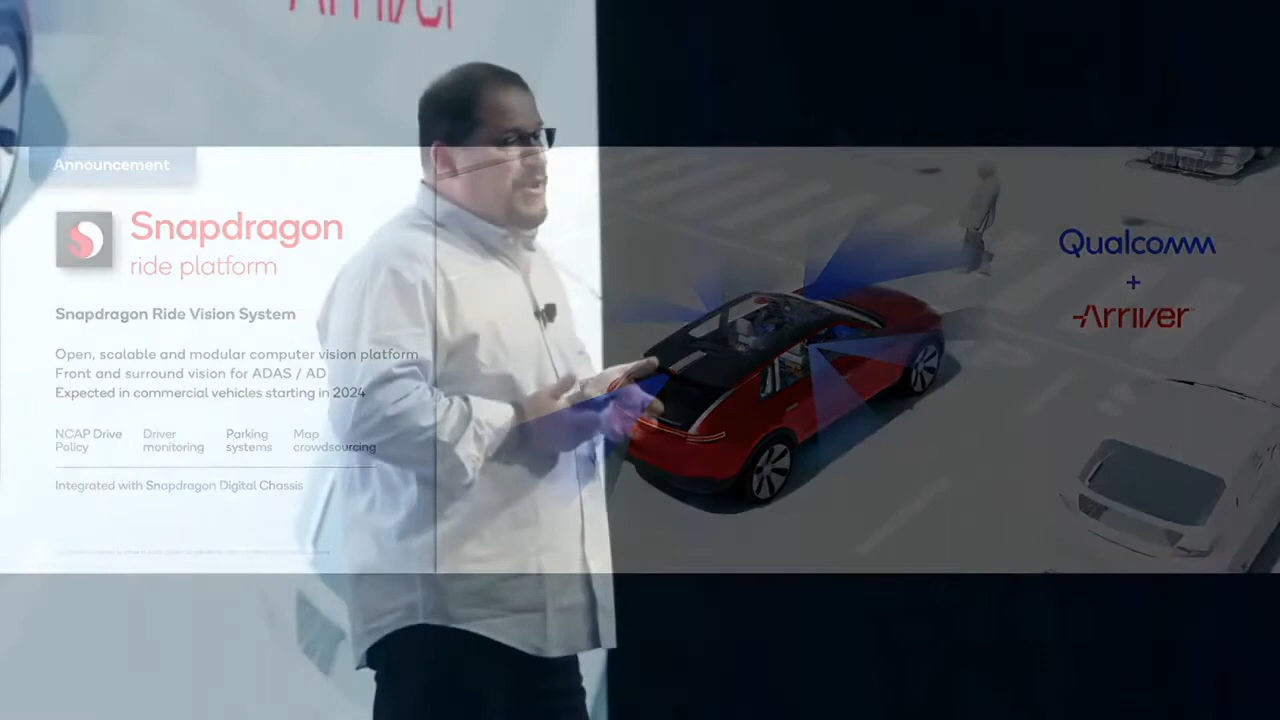 Arriver
Announcement
Snapdragon
ride platform
Snapdragon Ride Vision System
Open, scalable and modular computer vision platform
Front and surround vision for ADAS / AD
Expected in commercial vehicles starting in 2024
NCAP Drive Policy
Driver monitoring
Parking systems
Map crowdsourcing
Integrated with Snapdragon Digital Chassis
Qualcomm
+
Arriver